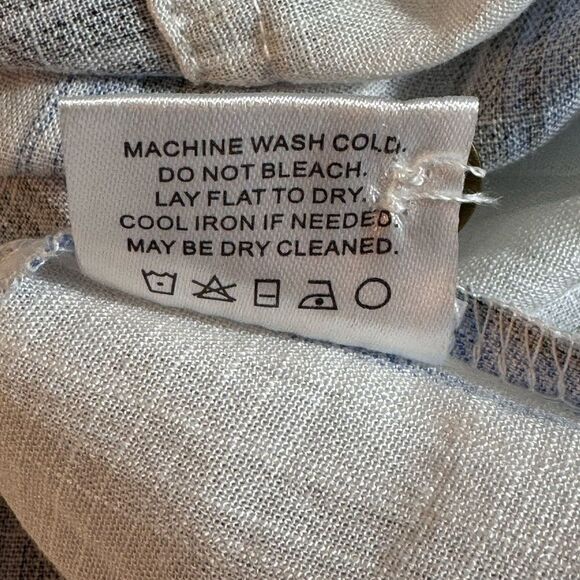 MACHINE WASH COLD.
DO NOT BLEACH.
LAY FLAT TO DRY.
COOL IRON IF NEEDED.
MAY BE DRY CLEANED.